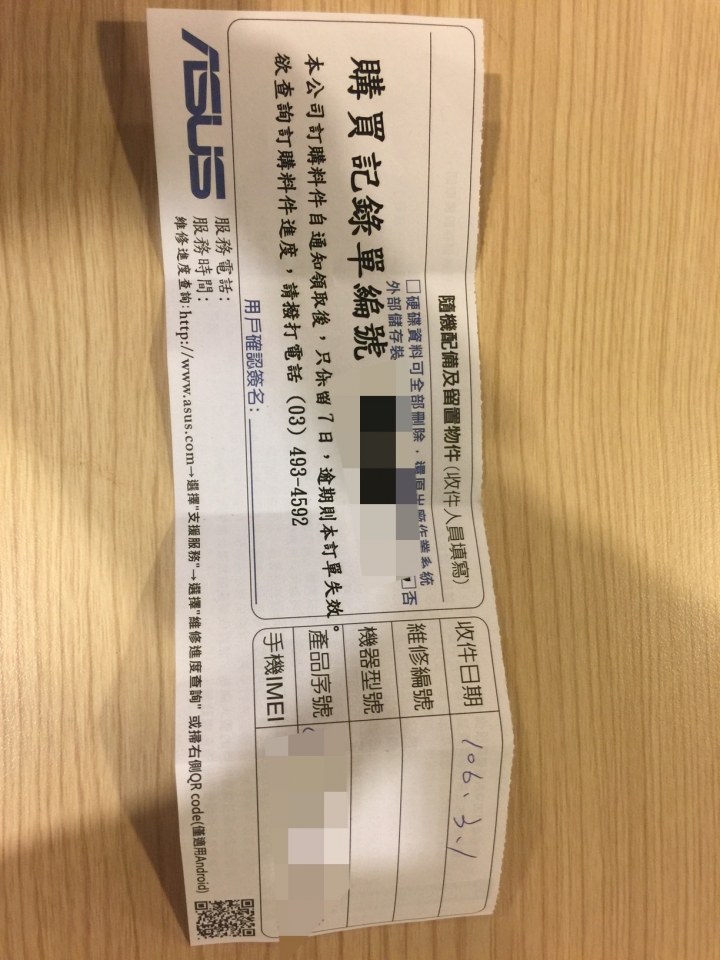 隨機配備及留置物件(收件人員填寫)
□硬碟資料可全部刪除，還原出廠作業系統
外部儲存裝
否
購買記錄單編號
本公司訂購料件自通知領取後，只保留7日，逾期則本訂單失效。
欲查詢訂購料件進度，請撥打電話(03) 493-4592
用戶確認簽名：
收件日期 106、3、1
維修編號
機器型號
產品序號
手機IMEI
ASUS
服務電話：
服務時間：
維修進度查詢:http://www.asus.com→選擇"支援服務"→選擇"維修進度查詢" 或掃右側QR code(僅適用Android)